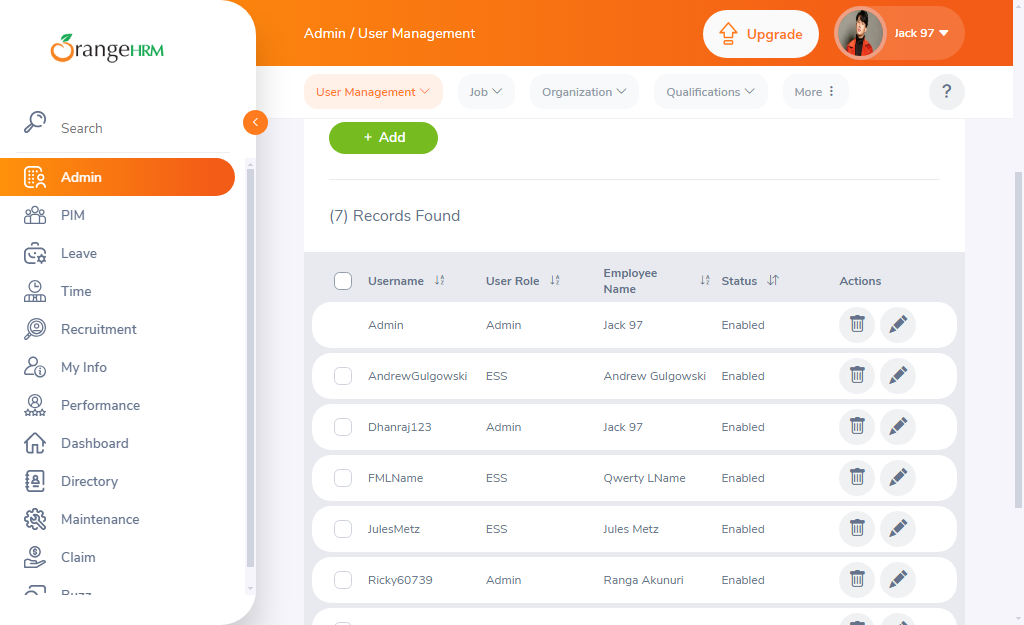 OrangeHRM
Search
Admin
PIM
Leave
Time
Recruitment
My Info
Performance
Dashboard
Directory
Maintenance
Claim
Buzz
Admin / User Management
Upgrade
Jack 97
User Management
Job
Organization
Qualifications
More
?
+ Add
(7) Records Found
Username User Role Employee Name Status Actions
Admin Admin Jack 97 Enabled
AndrewGulgowski ESS Andrew Gulgowski Enabled
Dhanraj123 Admin Jack 97 Enabled
FMLName ESS Qwerty LName Enabled
JulesMetz ESS Jules Metz Enabled
Ricky60739 Admin Ranga Akunuri Enabled